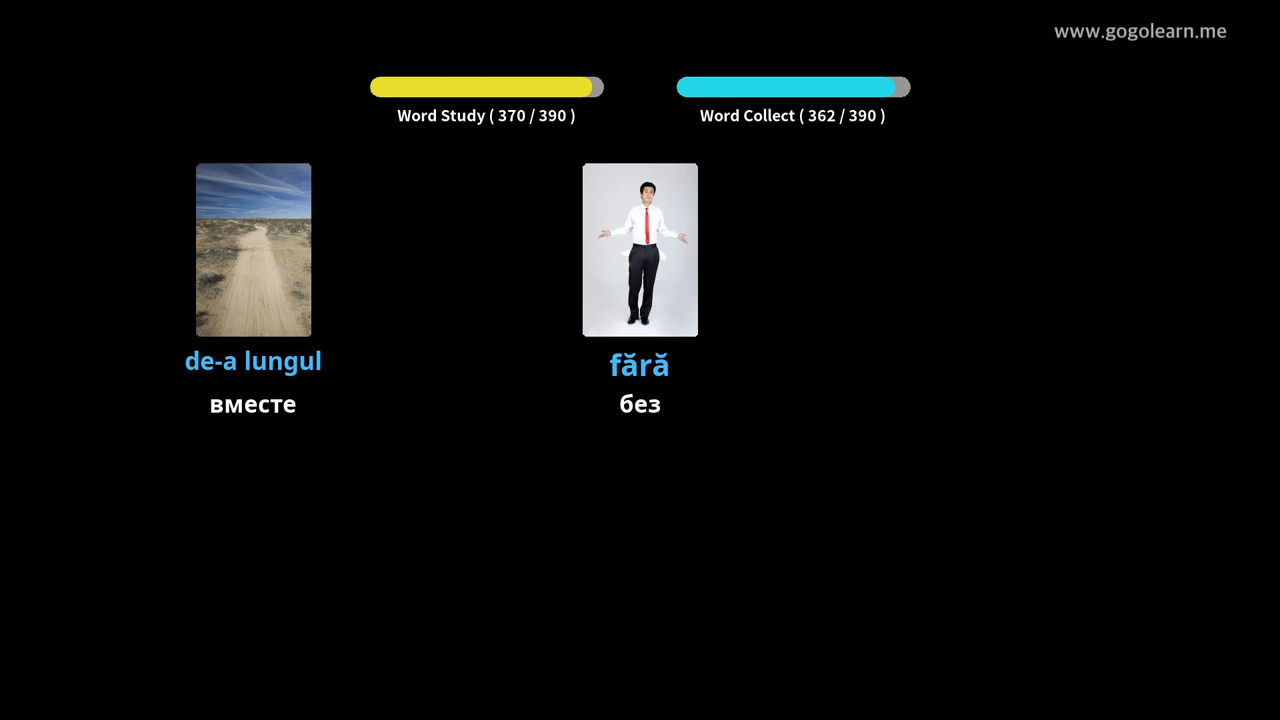 www.gogolearn.me
Word Study ( 370 / 390 )
Word Collect ( 362 / 390 )
de-a lungul
вместе
fără
без